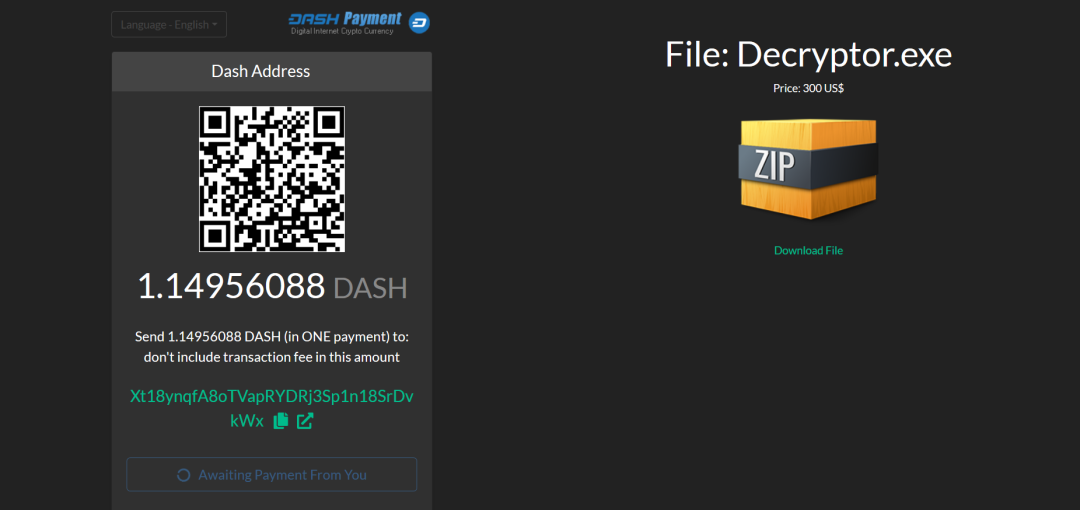 Language - English
DASH Payment
Digital Internet Crypto Currency
Dash Address
1.14956088 DASH
Send 1.14956088 DASH (in ONE payment) to:
don't include transaction fee in this amount
Xt18ynqfA8oTVapRYDRj3Sp1n18SrDv
kWx
Awaiting Payment From You
File: Decryptor.exe
Price: 300 US$
ZIP
Download File